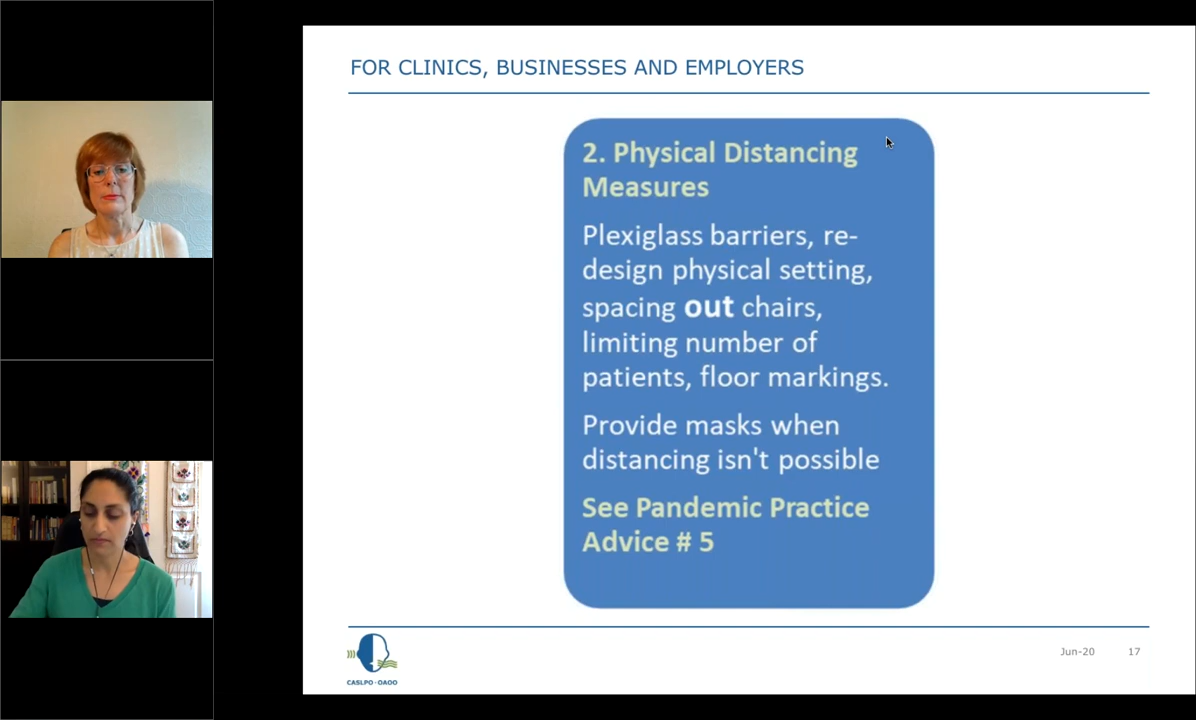 FOR CLINICS, BUSINESSES AND EMPLOYERS
2. Physical Distancing
Measures
Plexiglass barriers, re-
design physical setting,
spacing out chairs,
limiting number of
patients, floor markings.
Provide masks when
distancing isn't possible
See Pandemic Practice
Advice # 5
CASLPO • OAOO
Jun-20 17